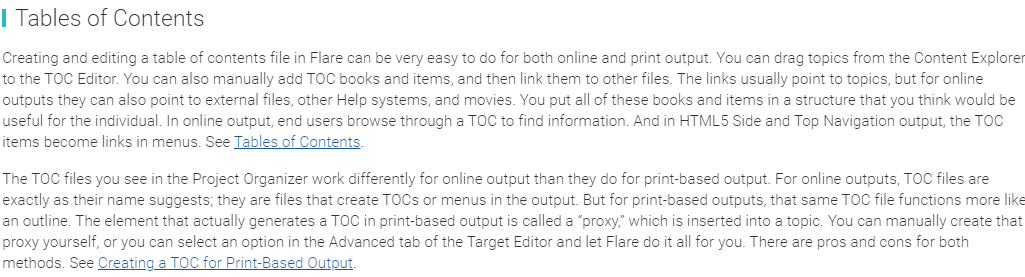 Tables of Contents
Creating and editing a table of contents file in Flare can be very easy to do for both online and print output. You can drag topics from the Content Explorer
to the TOC Editor. You can also manually add TOC books and items, and then link them to other files. The links usually point to topics, but for online
outputs they can also point to external files, other Help systems, and movies. You put all of these books and items in a structure that you think would be
useful for the individual. In online output, end users browse through a TOC to find information. And in HTML5 Side and Top Navigation output, the TOC
items become links in menus. See Tables of Contents.
The TOC files you see in the Project Organizer work differently for online output than they do for print-based output. For online outputs, TOC files are
exactly as their name suggests; they are files that create TOCs or menus in the output. But for print-based outputs, that same TOC file functions more like
an outline. The element that actually generates a TOC in print-based output is called a “proxy,” which is inserted into a topic. You can manually create that
proxy yourself, or you can select an option in the Advanced tab of the Target Editor and let Flare do it all for you. There are pros and cons for both
methods. See Creating a TOC for Print-Based Output.